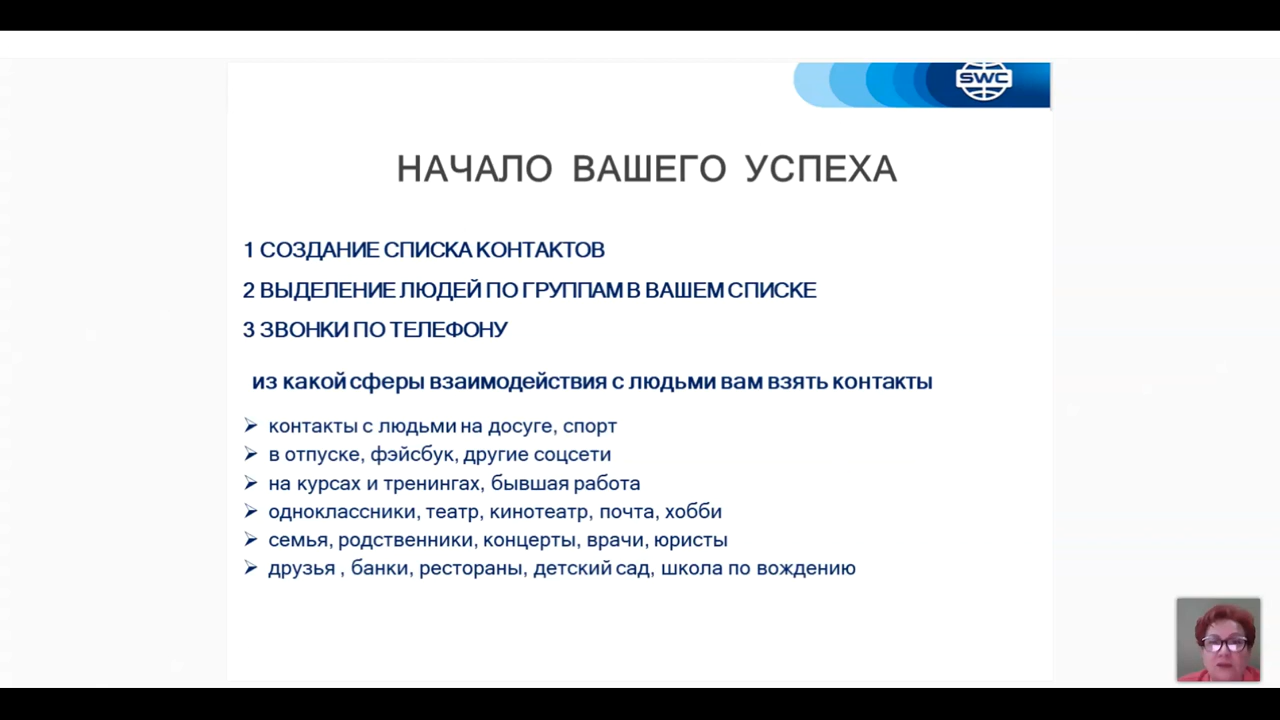 SWC
НАЧАЛО ВАШЕГО УСПЕХА
1 СОЗДАНИЕ СПИСКА КОНТАКТОВ
2 ВЫДЕЛЕНИЕ ЛЮДЕЙ ПО ГРУППАМ В ВАШЕМ СПИСКЕ
3 ЗВОНКИ ПО ТЕЛЕФОНУ
из какой сферы взаимодействия с людьми вам взять контакты
контакты с людьми на досуге, спорт
в отпуске, фэйсбук, другие соцсети
на курсах и тренингах, бывшая работа
одноклассники, театр, кинотеатр, почта, хобби
семья, родственники, концерты, врачи, юристы
друзья , банки, рестораны, детский сад, школа по вождению